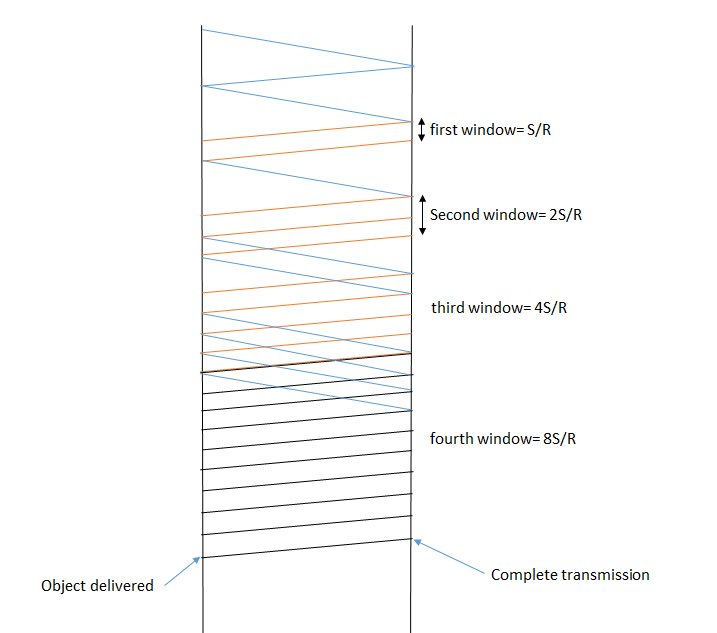 first window= S/R
Second window= 2S/R
third window= 4S/R
fourth window= 8S/R
Complete transmission
Object delivered